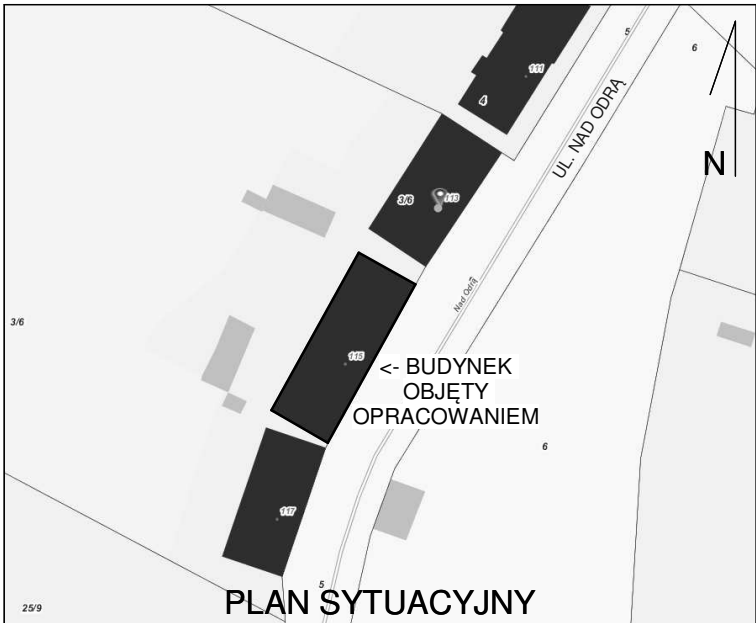 5
6
111
4
UL. NAD ODRĄ
N
3/6
113
Nad Odrą
3/6
115
<- BUDYNEK
OBJĘTY
OPRACOWANIEM
6
117
5
PLAN SYTUACYJNY
25/9